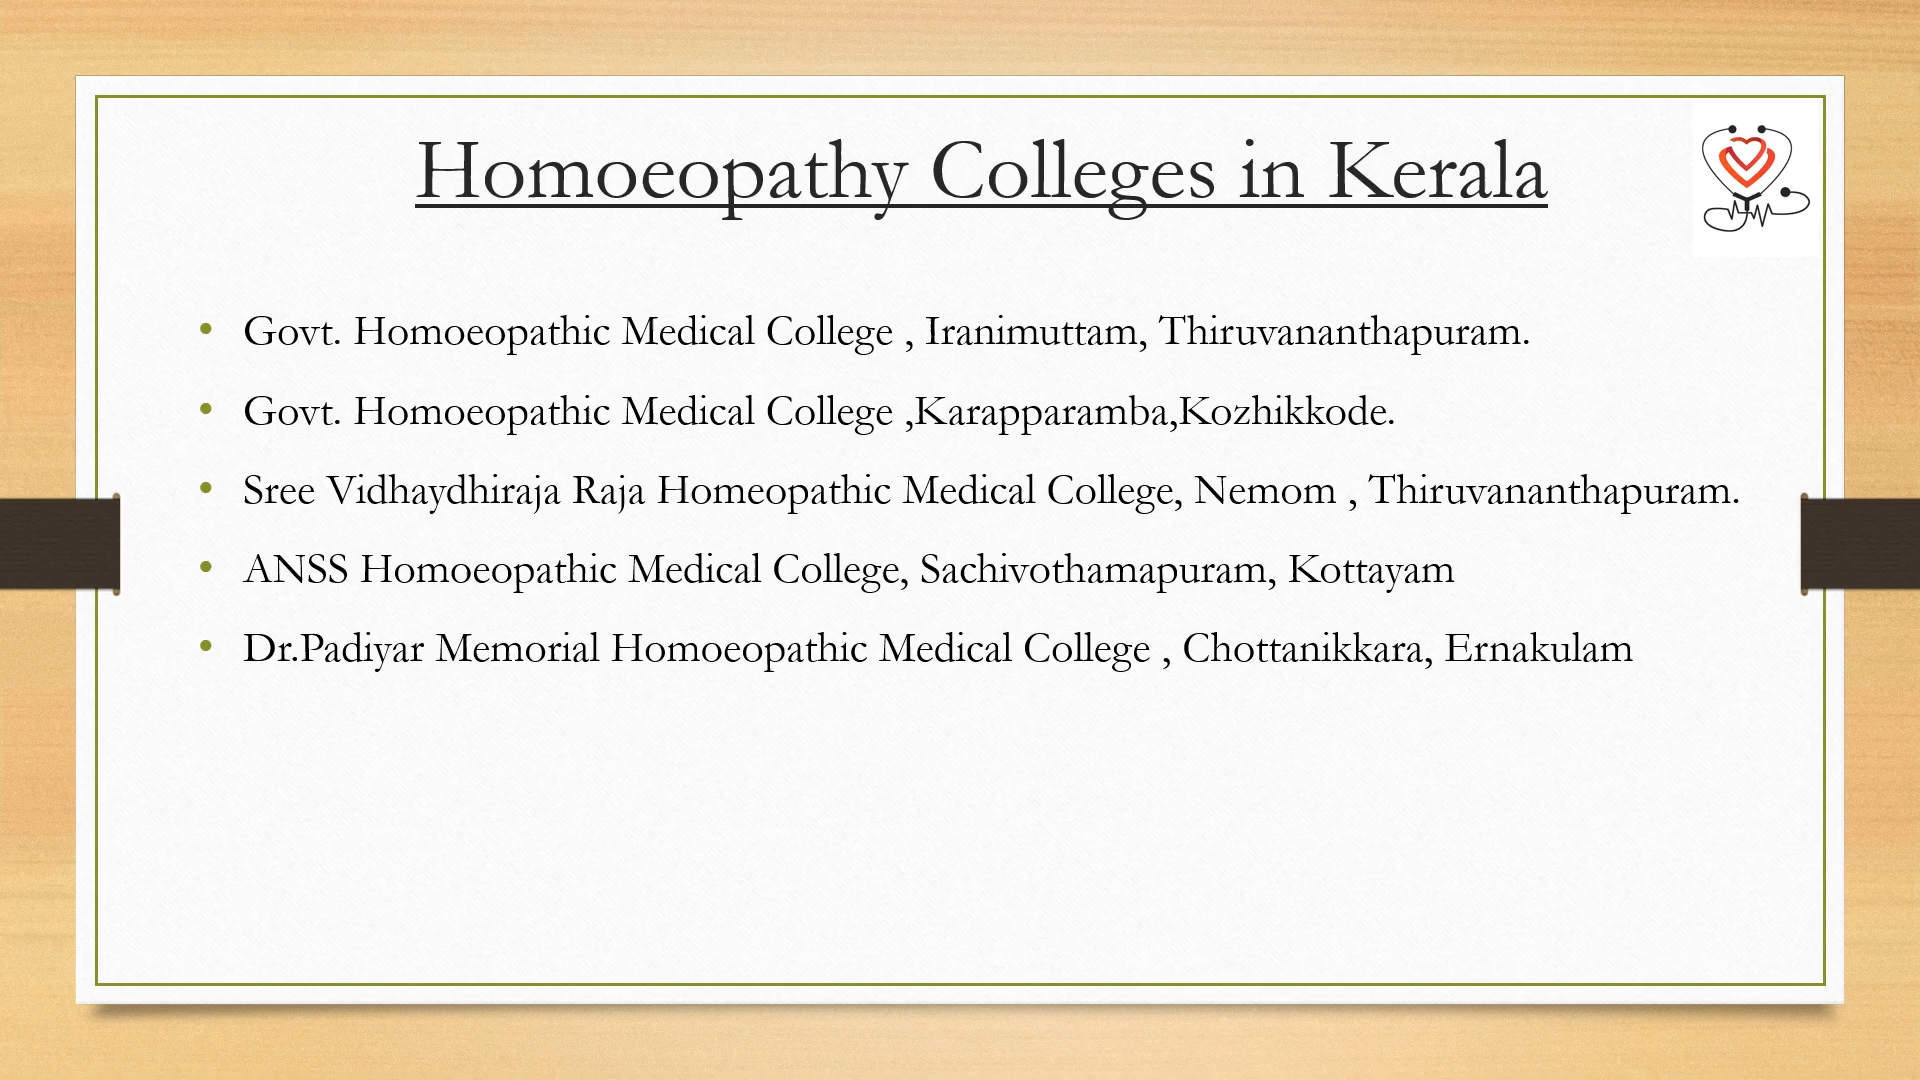 Homoeopathy Colleges in Kerala
• Govt. Homoeopathic Medical College , Iranimuttam, Thiruvananthapuram.
• Govt. Homoeopathic Medical College ,Karapparamba,Kozhikkode.
• Sree Vidhaydhiraja Raja Homeopathic Medical College, Nemom , Thiruvananthapuram.
• ANSS Homoeopathic Medical College, Sachivothamapuram, Kottayam
• Dr.Padiyar Memorial Homoeopathic Medical College , Chottanikkara, Ernakulam